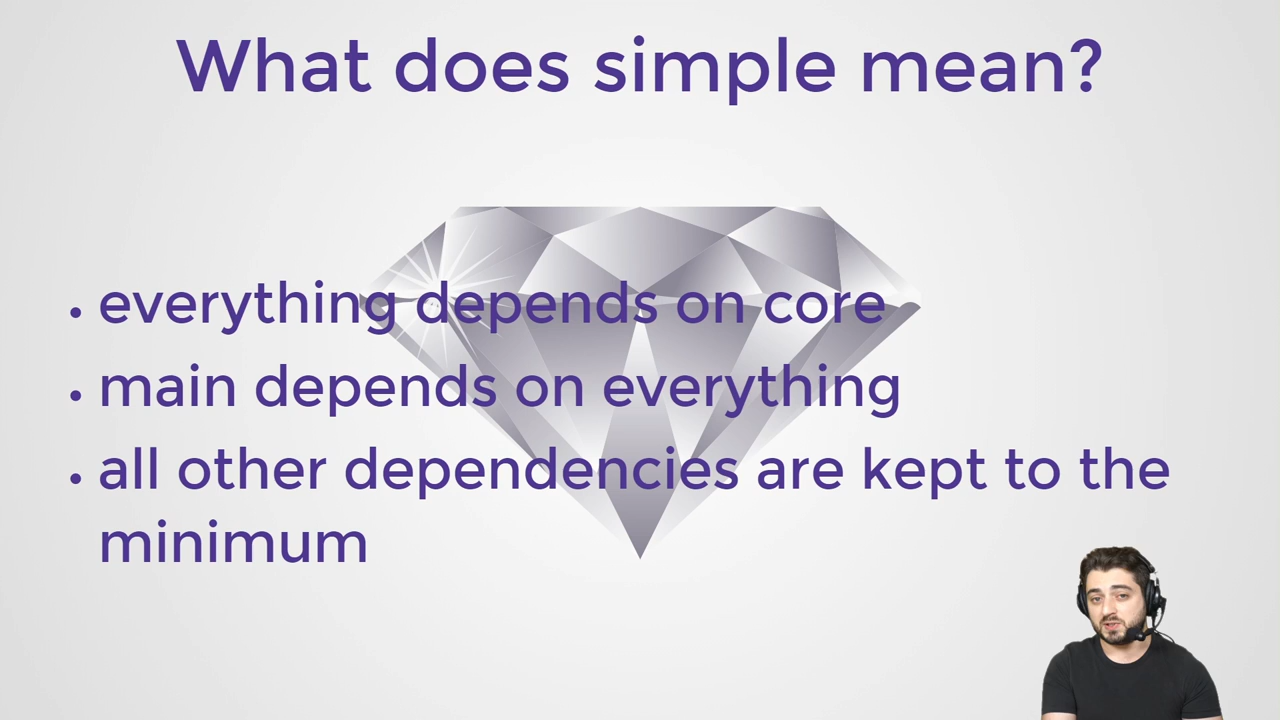 What does simple mean?
• everything depends on core
• main depends on everything
• all other dependencies are kept to the
minimum